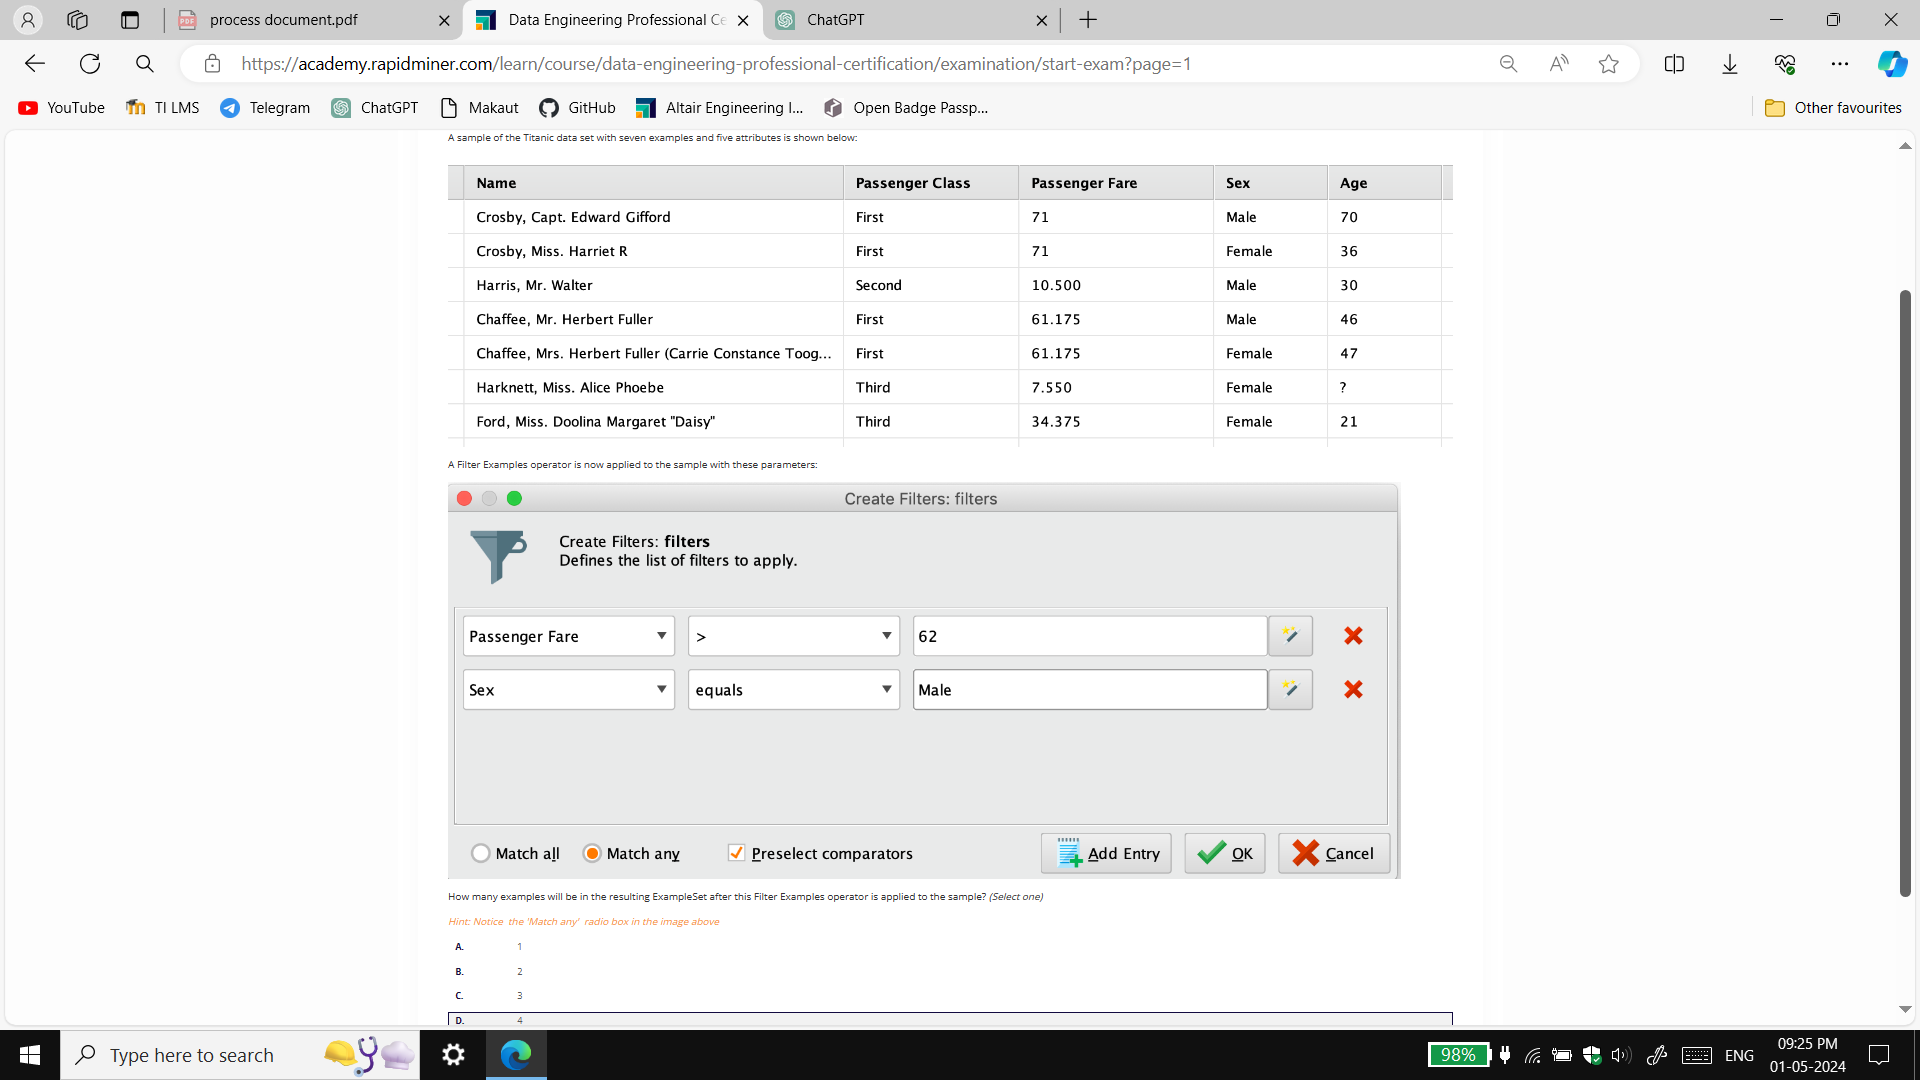 process document.pdf
Data Engineering Professional Ce
ChatGPT
https://academy.rapidminer.com/learn/course/data-engineering-professional-certification/examination/start-exam?page=1
YouTube TI LMS Telegram ChatGPT Makaut GitHub Altair Engineering I... Open Badge Passp... Other favourites
A sample of the Titanic data set with seven examples and five attributes is shown below:
Name Passenger Class Passenger Fare Sex Age
Crosby, Capt. Edward Gifford First 71 Male 70
Crosby, Miss. Harriet R First 71 Female 36
Harris, Mr. Walter Second 10.500 Male 30
Chaffee, Mr. Herbert Fuller First 61.175 Male 46
Chaffee, Mrs. Herbert Fuller (Carrie Constance Toog... First 61.175 Female 47
Harknett, Miss. Alice Phoebe Third 7.550 Female ?
Ford, Miss. Doolina Margaret "Daisy" Third 34.375 Female 21
A Filter Examples operator is now applied to the sample with these parameters:
Create Filters: filters
Create Filters: filters
Defines the list of filters to apply.
Passenger Fare > 62
Sex equals Male
Match all Match any Preselect comparators Add Entry OK Cancel
How many examples will be in the resulting ExampleSet after this Filter Examples operator is applied to the sample? (Select one)
Hint: Notice the 'Match any' radio box in the image above
A. 1
B. 2
C. 3
D. 4
Type here to search
98%
ENG
09:25 PM
01-05-2024